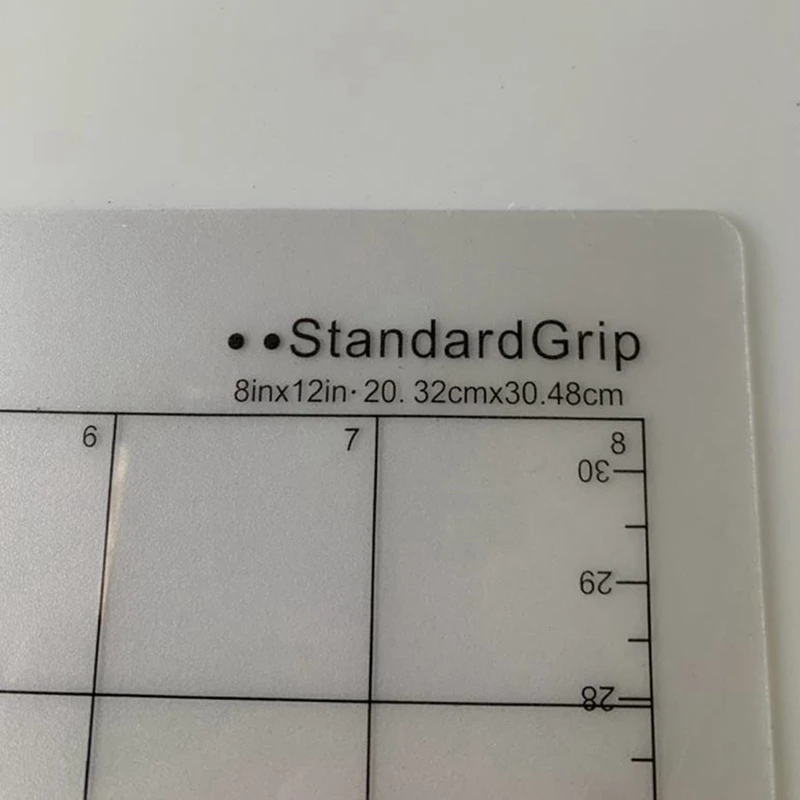 ••StandardGrip
8inx12in· 20. 32cmx30.48cm
6 7 8
30
29
28